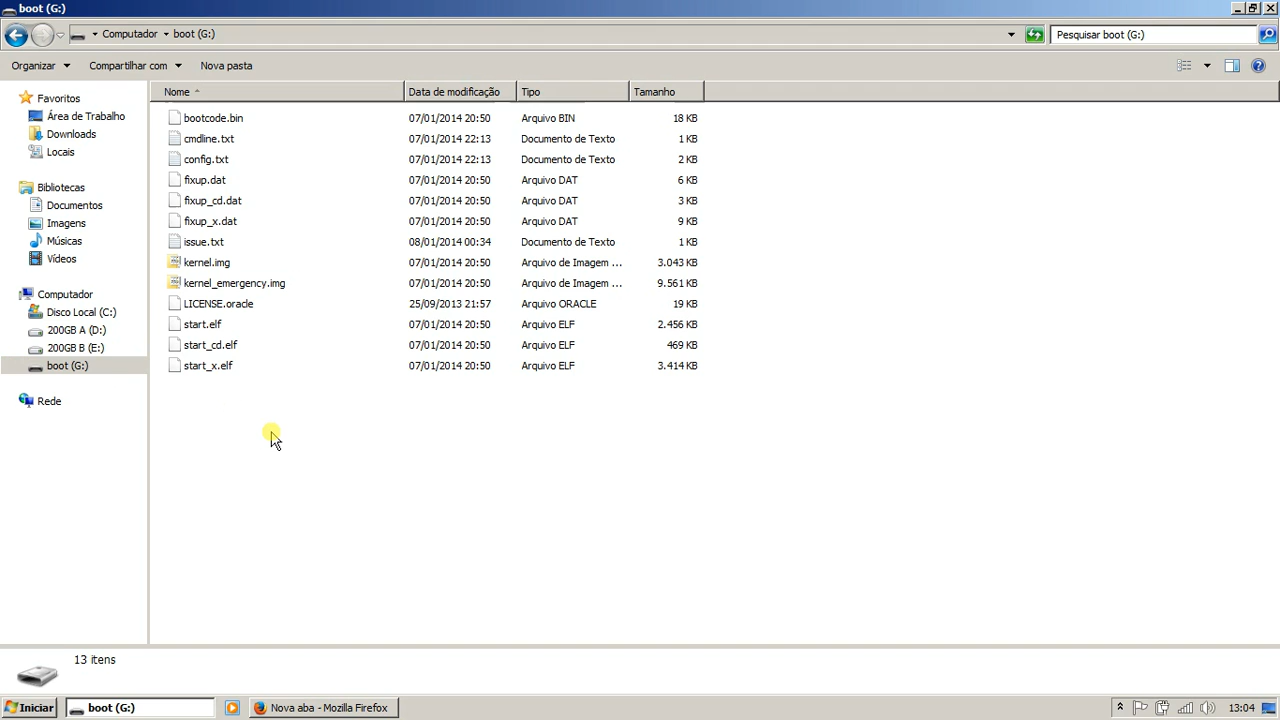 boot (G:)
Computador boot (G:) Pesquisar boot (G:)
Organizar Compartilhar com Nova pasta
Favoritos
Área de Trabalho
Downloads
Locais
Bibliotecas
Documentos
Imagens
Músicas
Vídeos
Computador
Disco Local (C:)
200GB A (D:)
200GB B (E:)
boot (G:)
Rede
Nome Data de modificação Tipo Tamanho
bootcode.bin 07/01/2014 20:50 Arquivo BIN 18 KB
cmdline.txt 07/01/2014 22:13 Documento de Texto 1 KB
config.txt 07/01/2014 22:13 Documento de Texto 2 KB
fixup.dat 07/01/2014 20:50 Arquivo DAT 6 KB
fixup_cd.dat 07/01/2014 20:50 Arquivo DAT 3 KB
fixup_x.dat 07/01/2014 20:50 Arquivo DAT 9 KB
issue.txt 08/01/2014 00:34 Documento de Texto 1 KB
kernel.img 07/01/2014 20:50 Arquivo de Imagem ... 3.043 KB
kernel_emergency.img 07/01/2014 20:50 Arquivo de Imagem ... 9.561 KB
LICENSE.oracle 25/09/2013 21:57 Arquivo ORACLE 19 KB
start.elf 07/01/2014 20:50 Arquivo ELF 2.456 KB
start_cd.elf 07/01/2014 20:50 Arquivo ELF 469 KB
start_x.elf 07/01/2014 20:50 Arquivo ELF 3.414 KB
13 itens
Iniciar boot (G:) Nova aba - Mozilla Firefox 13:04